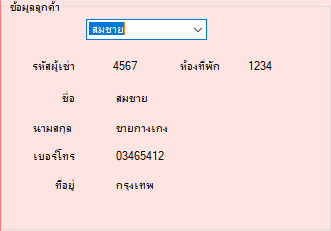 ข้อมูลลูกค้า
สมชาย
รหัสผู้เช่า 4567 ห้องที่พัก 1234
ชื่อ สมชาย
นามสกุล ขายกางเกง
เบอร์โทร 03465412
ที่อยู่ กรุงเทพ